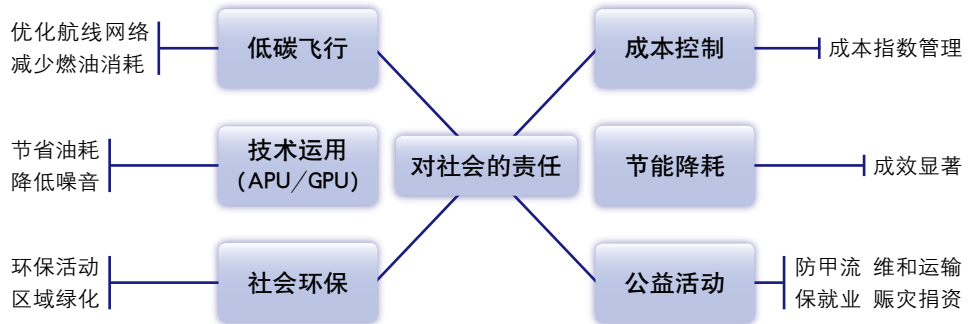 优化航线网络
减少燃油消耗
低碳飞行
成本控制
成本指数管理
节省油耗
降低噪音
技术运用
(APU/GPU)
对社会的责任
节能降耗
成效显著
环保活动
区域绿化
社会环保
公益活动
防甲流 维和运输
保就业 赈灾捐资